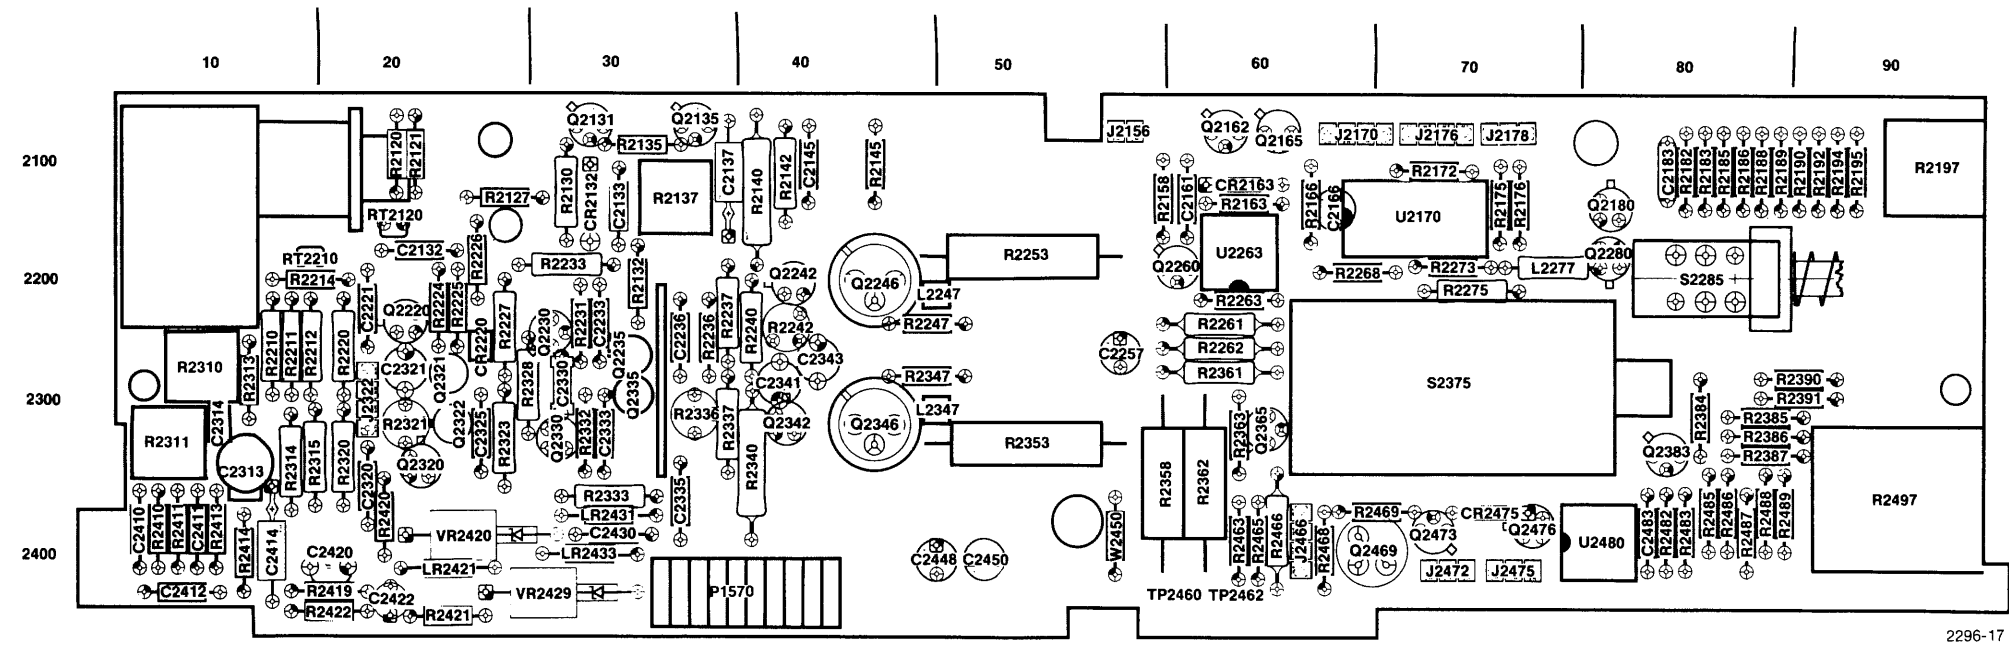 10 20 30 40 50 60 70 80 90
2100
2200
2300
2400
Q2131 Q2135 J2156 Q2162 Q2165 J2170 J2176 J2178
R2120 R2121 R2135 C2137 R2140 R2142 C2145 R2145
C2183 R2182 R2183 R2185 R2186 R2188 R2189 R2190 R2192 R2194 R2195 R2197
R2127 R2130 CR2132 C2133 R2137 R2158 C2161 CR2163 R2163 R2166 C2166 R2172 U2170 R2175 R2176 Q2180
RT2120
C2132 R2226 R2233 R2132 R2253 U2263 Q2260 Q2280
RT2210
R2214 C2221 R2224 R2225 Q2242 Q2246 L2247 R2268 R2273 L2277 S2285
R2275
R2263
Q2220 C2220 R2227 Q2230 R2231 C2233 Q2235 C2236 R2236 R2237 R2240 R2242 R2247 R2261
R2210 R2211 R2212 R2220 C2343 C2257 R2262
R2310 R2313 C2321 Q2321 R2328 C2330 Q2335 C2341 R2347 R2361 S2375 R2390
J2322 L2347 R2391
R2311 C2314 R2321 Q2322 C2325 R2323 Q2330 R2332 C2333 R2336 R2337 R2340 Q2342 Q2346 R2353 R2363 Q2365 R2384 R2385
R2386
C2313 R2314 R2315 R2320 C2320 Q2320 R2358 R2362 Q2383 R2387
R2420 R2333 C2335 R2497
C2410 R2410 R2411 C2411 R2413 R2414 C2414 LR2431 W2450 R2463 R2465 R2466 J2466 R2468 R2469 CR2475 Q2473 Q2476 U2480 C2483 R2482 R2483 R2485 R2486 R2487 R2488 R2489
VR2420 C2430
C2420 LR2433 C2448 C2450 Q2469
LR2421 J2472 J2475
C2412 R2419 C2422 VR2429 P1570 TP2460 TP2462
R2422 R2421
2296-17